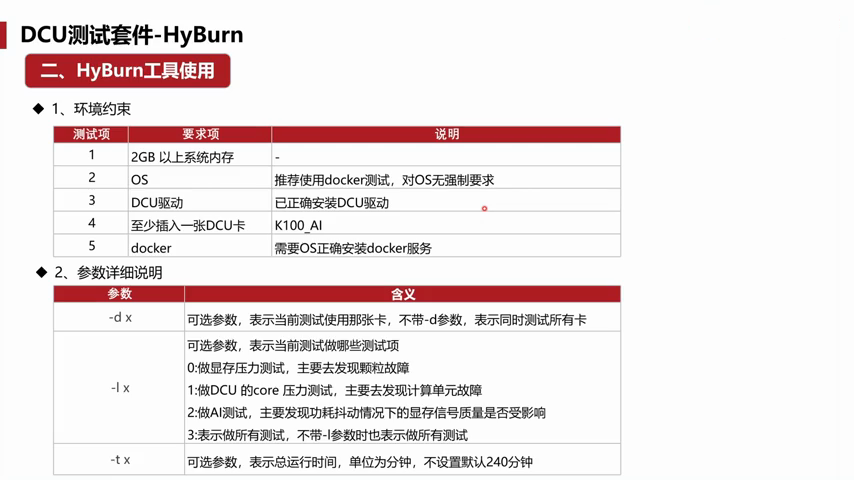 DCU测试套件-HyBurn
二、HyBurn工具使用
◆ 1、环境约束
测试项 要求项 说明
1 2GB 以上系统内存 -
2 OS 推荐使用docker测试，对OS无强制要求
3 DCU驱动 已正确安装DCU驱动
4 至少插入一张DCU卡 K100_AI
5 docker 需要OS正确安装docker服务
◆ 2、参数详细说明
参数 含义
-d x 可选参数，表示当前测试使用那张卡，不带-d参数，表示同时测试所有卡
可选参数，表示当前测试做哪些测试项
0:做显存压力测试，主要去发现颗粒故障
-l x 1:做DCU 的core 压力测试，主要去发现计算单元故障
2:做AI测试，主要发现功耗抖动情况下的显存信号质量是否受影响
3:表示做所有测试，不带-l参数时也表示做所有测试
-t x 可选参数，表示总运行时间，单位为分钟，不设置默认240分钟